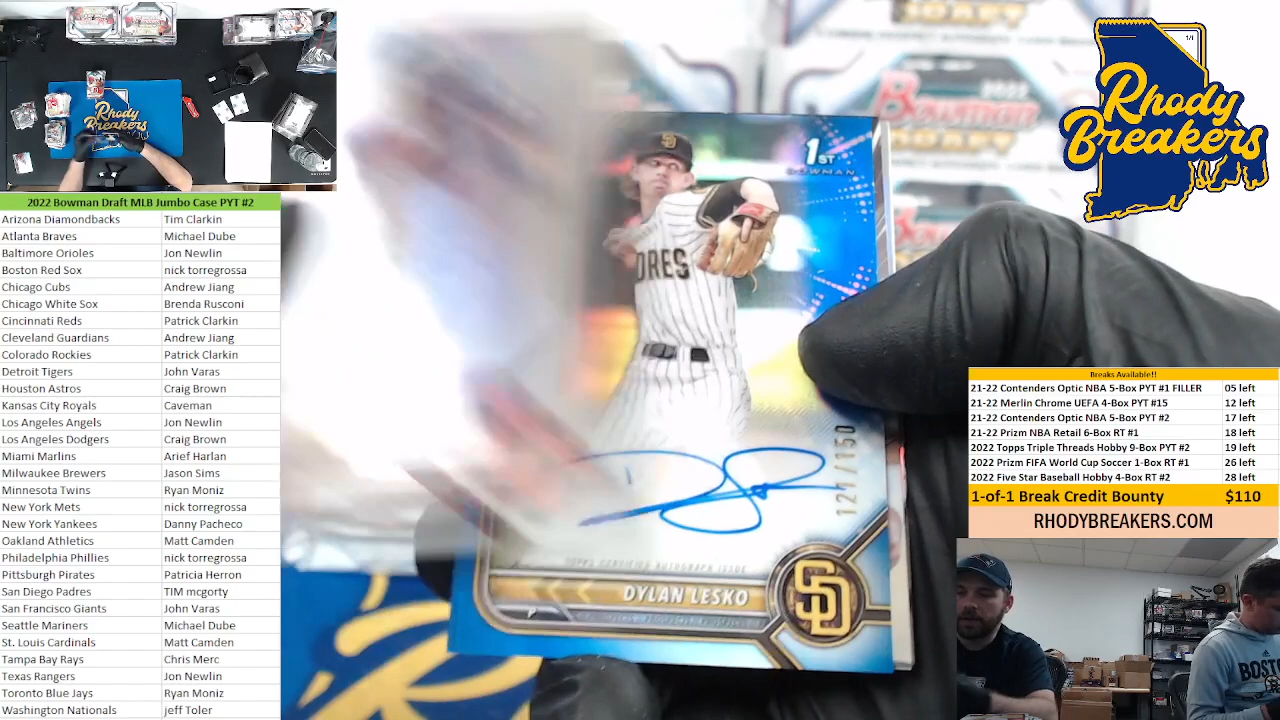 2022 Bowman Draft MLB Jumbo Case PYT #2
Arizona Diamondbacks Tim Clarkin
Atlanta Braves Michael Dube
Baltimore Orioles Jon Newlin
Boston Red Sox nick torregrossa
Chicago Cubs Andrew Jiang
Chicago White Sox Brenda Rusconi
Cincinnati Reds Patrick Clarkin
Cleveland Guardians Andrew Jiang
Colorado Rockies Patrick Clarkin
Detroit Tigers John Varas
Houston Astros Craig Brown
Kansas City Royals Caveman
Los Angeles Angels Jon Newlin
Los Angeles Dodgers Craig Brown
Miami Marlins Arief Harlan
Milwaukee Brewers Jason Sims
Minnesota Twins Ryan Moniz
New York Mets nick torregrossa
New York Yankees Danny Pacheco
Oakland Athletics Matt Camden
Philadelphia Phillies nick torregrossa
Pittsburgh Pirates Patricia Herron
San Diego Padres TIM mcgorty
San Francisco Giants John Varas
Seattle Mariners Michael Dube
St. Louis Cardinals Matt Camden
Tampa Bay Rays Chris Merc
Texas Rangers Jon Newlin
Toronto Blue Jays Ryan Moniz
Washington Nationals jeff Toler
Rhody
Breakers
2022
Bowman
1ST
BOWMAN
DRES
TOPPS CERTIFIED AUTOGRAPH ISSUE
DYLAN LESKO
P
SD
1/1
Rhody
Breakers
Breaks Available!!
21-22 Contenders Optic NBA 5-Box PYT #1 FILLER 05 left
21-22 Merlin Chrome UEFA 4-Box PYT #15 12 left
21-22 Contenders Optic NBA 5-Box PYT #2 17 left
21-22 Prizm NBA Retail 6-Box RT #1 18 left
2022 Topps Triple Threads Hobby 9-Box PYT #2 19 left
2022 Prizm FIFA World Cup Soccer 1-Box RT #1 26 left
2022 Five Star Baseball Hobby 4-Box RT #2 28 left
1-of-1 Break Credit Bounty $110
RHODYBREAKERS.COM